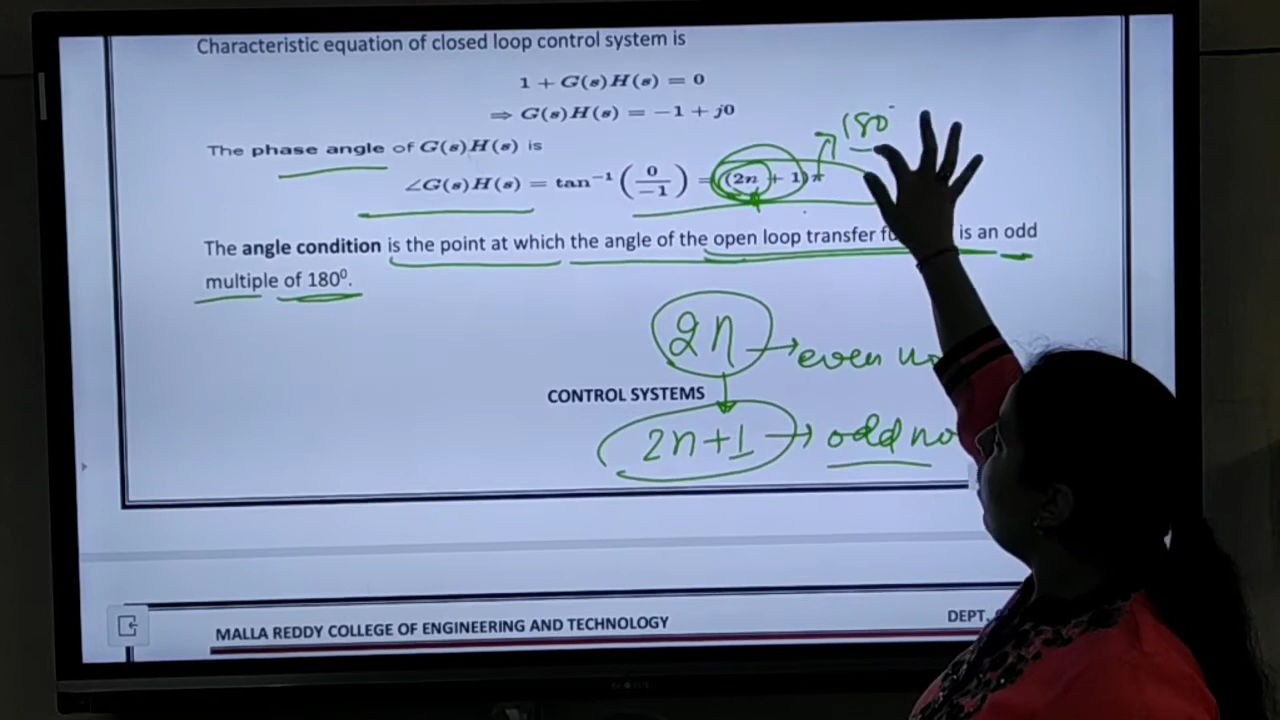 Characteristic equation of closed loop control system is
1 + G(s)H(s) = 0
⇒ G(s)H(s) = −1 + j0
180°
The phase angle of G(s)H(s) is
∠G(s)H(s) = tan⁻¹ (0/−1) = (2n + 1)π
The angle condition is the point at which the angle of the open loop transfer is an odd
multiple of 180⁰.
2n → even no
CONTROL SYSTEMS
2n+1 → odd no
MALLA REDDY COLLEGE OF ENGINEERING AND TECHNOLOGY DEPT.